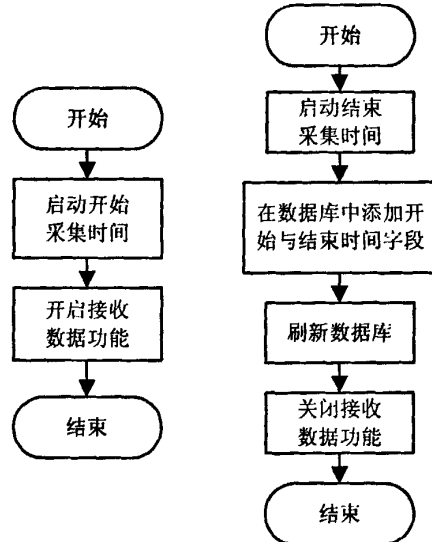 开始
启动开始
采集时间
开启接收
数据功能
结束
开始
启动结束
采集时间
在数据库中添加开
始与结束时间字段
刷新数据库
关闭接收
数据功能
结束